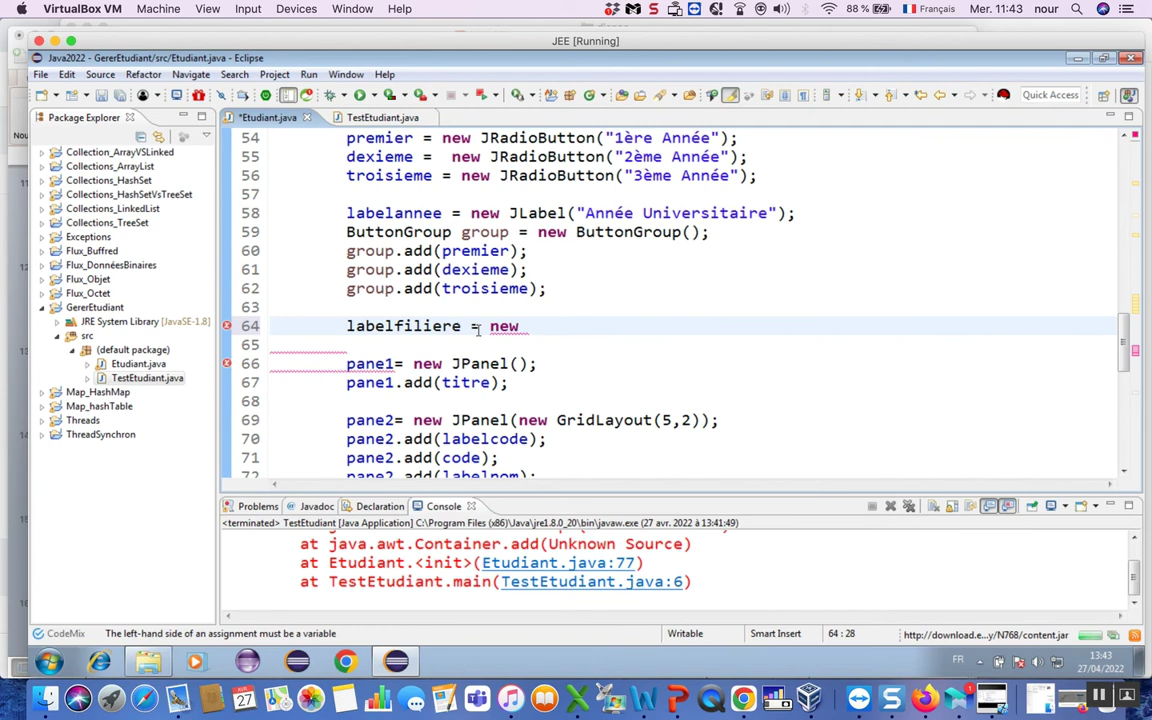 VirtualBox VM Machine View Input Devices Window Help 88 % Français Mer. 11:43 nour
JEE [Running]
Java2022 - GererEtudiant/src/Etudiant.java - Eclipse
File Edit Source Refactor Navigate Search Project Run Window Help
Quick Access
Package Explorer
*Etudiant.java TestEtudiant.java
Collection_ArrayVSLinked
Collections_ArrayList
Collections_HashSet
Collections_HashSetVsTreeSet
Collections_LinkedList
Collections_TreeSet
Exceptions
Flux_Buffred
Flux_DonnéesBinaires
Flux_Objet
Flux_Octet
GererEtudiant
JRE System Library [JavaSE-1.8]
src
(default package)
Etudiant.java
TestEtudiant.java
Map_HashMap
Map_hashTable
Threads
ThreadSynchron
54 premier = new JRadioButton("1ère Année");
55 dexieme =  new JRadioButton("2ème Année");
56 troisieme = new JRadioButton("3ème Année");
57
58 labelannee = new JLabel("Année Universitaire");
59 ButtonGroup group = new ButtonGroup();
60 group.add(premier);
61 group.add(dexieme);
62 group.add(troisieme);
63
64 labelfiliere = new
65
66 pane1= new JPanel();
67 pane1.add(titre);
68
69 pane2= new JPanel(new GridLayout(5,2));
70 pane2.add(labelcode);
71 pane2.add(code);
72 pane2.add(labelnom);
Problems Javadoc Declaration Console
<terminated> TestEtudiant [Java Application] C:\Program Files (x86)\Java\jre1.8.0_20\bin\javaw.exe (27 avr. 2022 à 13:41:49)
at java.awt.Container.add(Unknown Source)
at Etudiant.<init>(Etudiant.java:77)
at TestEtudiant.main(TestEtudiant.java:6)
CodeMix The left-hand side of an assignment must be a variable Writable Smart Insert 64 : 28 http://download.e...y/N768/content.jar
FR 13:43
27/04/2022